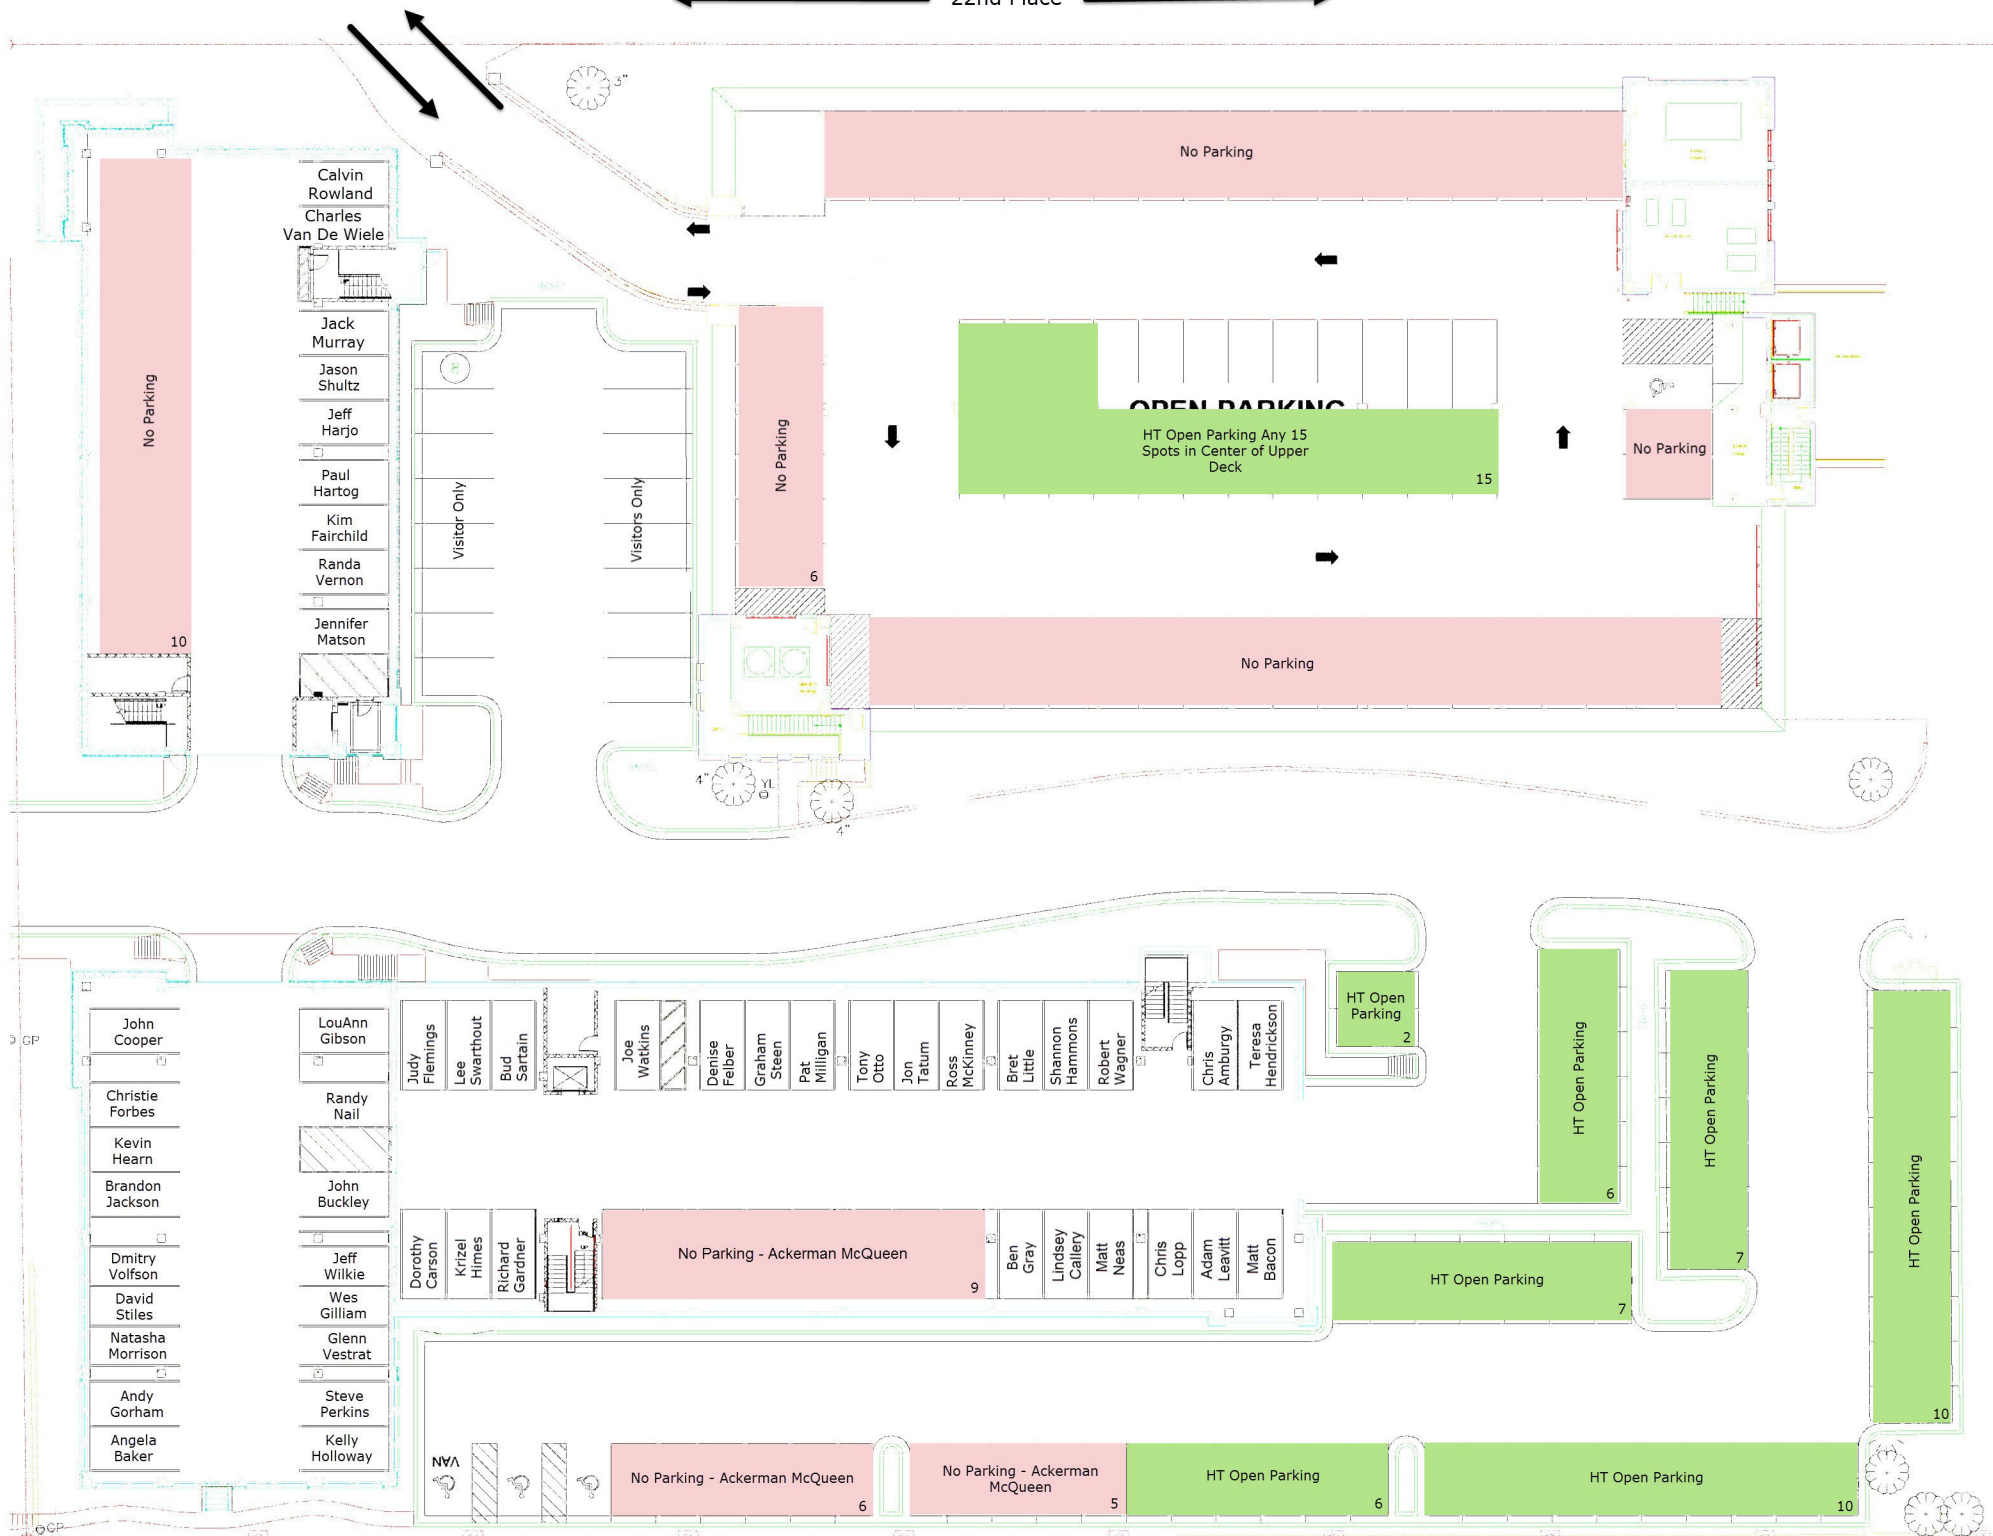 22nd Place
3"
No Parking
Calvin
Rowland
Charles
Van De Wiele
Jack
Murray
Jason
Shultz
Jeff
Harjo
Paul
Hartog
Kim
Fairchild
Randa
Vernon
Jennifer
Matson
No Parking
10
Visitor Only
Visitors Only
No Parking
6
OPEN PARKING
HT Open Parking Any 15
Spots in Center of Upper
Deck
15
No Parking
No Parking
4"
YL
4"
GP
John
Cooper
Christie
Forbes
Kevin
Hearn
Brandon
Jackson
Dmitry
Volfson
David
Stiles
Natasha
Morrison
Andy
Gorham
Angela
Baker
LouAnn
Gibson
Randy
Nail
John
Buckley
Jeff
Wilkie
Wes
Gilliam
Glenn
Vestrat
Steve
Perkins
Kelly
Holloway
Judy
Flemings
Lee
Swarthout
Bud
Sartain
Joe
Watkins
Denise
Felber
Graham
Steen
Pat
Milligan
Tony
Otto
Jon
Tatum
Ross
McKinney
Bret
Little
Shannon
Hammons
Robert
Wagner
Chris
Amburgy
Teresa
Hendrickson
HT Open
Parking
2
HT Open Parking
6
HT Open Parking
7
HT Open Parking
10
Dorothy
Carson
Krizel
Himes
Richard
Gardner
No Parking - Ackerman McQueen
9
Ben
Gray
Lindsey
Callery
Matt
Neas
Chris
Lopp
Adam
Leavitt
Matt
Bacon
HT Open Parking
7
VAN
No Parking - Ackerman McQueen
6
No Parking - Ackerman
McQueen
5
HT Open Parking
6
HT Open Parking
10
GP